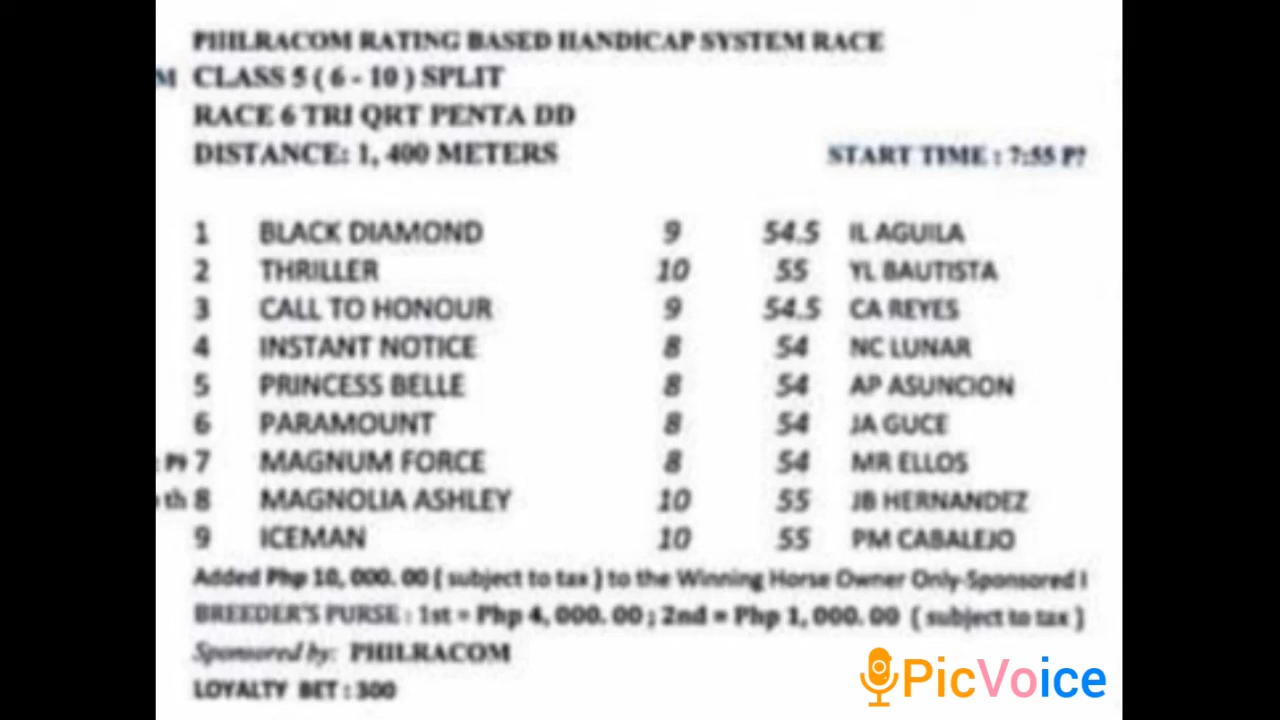 PHILRACOM RATING BASED HANDICAP SYSTEM RACE
M CLASS 5 ( 6 - 10 ) SPLIT
RACE 6 TRI QRT PENTA DD
DISTANCE: 1, 400 METERS START TIME : 7:55 P
1 BLACK DIAMOND 9 54.5 IL AGUILA
2 THRILLER 10 55 YL BAUTISTA
3 CALL TO HONOUR 9 54.5 CA REYES
4 INSTANT NOTICE 8 54 NC LUNAR
5 PRINCESS BELLE 8 54 AP ASUNCION
6 PARAMOUNT 8 54 JA GUCE
7 MAGNUM FORCE 8 54 MR ELLOS
th 8 MAGNOLIA ASHLEY 10 55 JB HERNANDEZ
9 ICEMAN 10 55 PM CABALEJO
Added Php 10, 000. 00 ( subject to tax ) to the Winning Horse Owner Only-Sponsored
BREEDER'S PURSE : 1st = Php 4, 000. 00 ; 2nd = Php 1, 000. 00 ( subject to tax )
Sponsored by: PHILRACOM
LOYALTY BET : 300
PicVoice